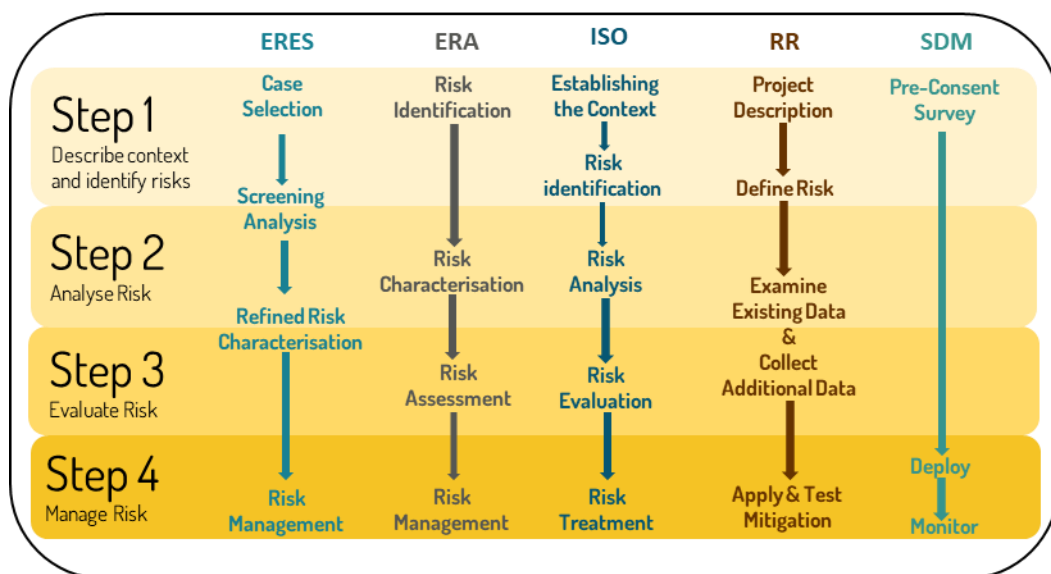 ERES
ERA
ISO
RR
SDM
Step 1
Describe context
and identify risks
Case
Selection
Risk
Identification
Establishing
the Context
Project
Description
Pre-Consent
Survey
Screening
Analysis
Risk
identification
Define Risk
Step 2
Analyse Risk
Refined Risk
Characterisation
Risk
Characterisation
Risk
Analysis
Examine
Existing Data
&
Collect
Additional Data
Step 3
Evaluate Risk
Risk
Assessment
Risk
Evaluation
Step 4
Manage Risk
Risk
Management
Risk
Management
Risk
Treatment
Apply & Test
Mitigation
Deploy
Monitor